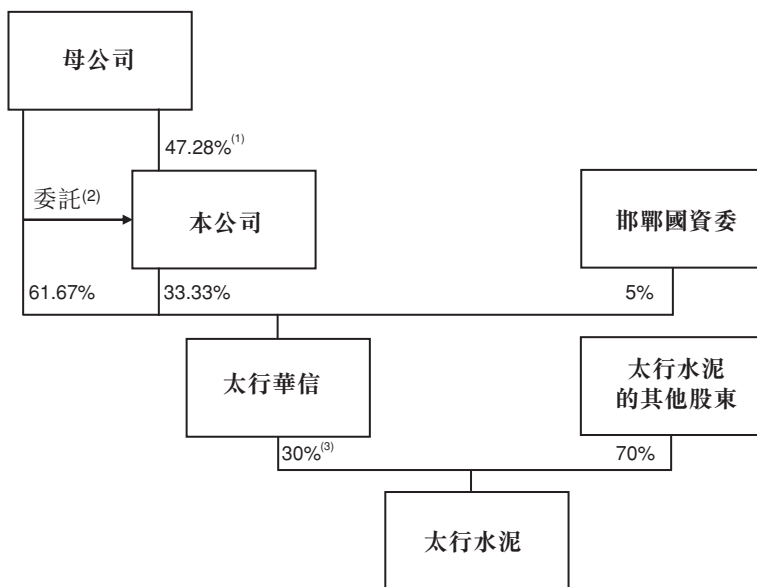 母公司
47.28%(1)
委託(2)
本公司
邯鄲國資委
61.67%
33.33%
5%
太行華信
太行水泥
的其他股東
30%(3)
70%
太行水泥